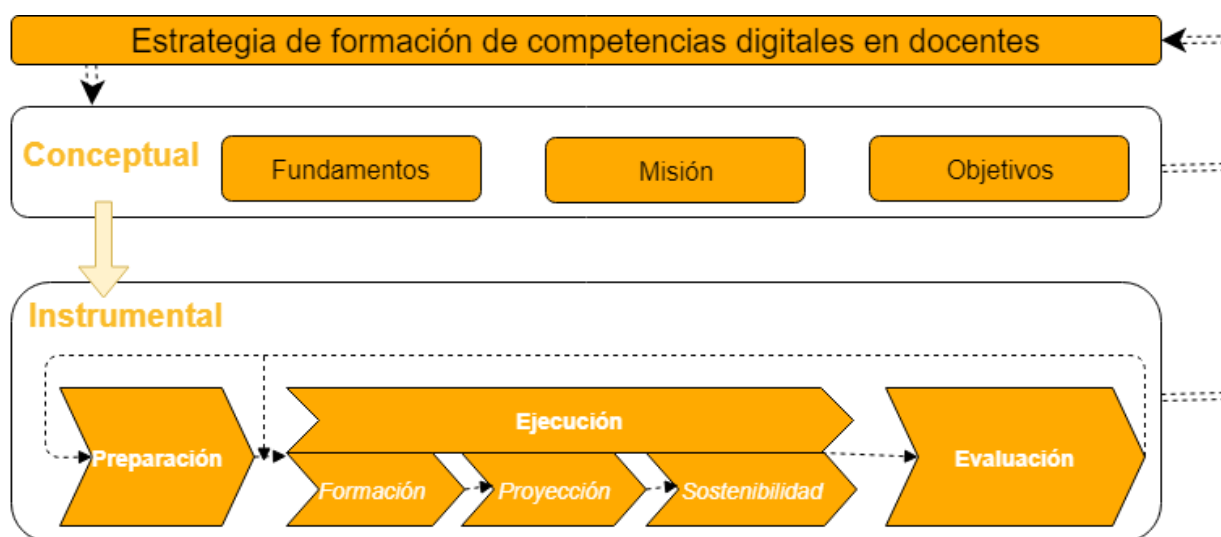 Estrategia de formación de competencias digitales en docentes
Conceptual
Fundamentos
Misión
Objetivos
Instrumental
Preparación
Ejecución
Formación
Proyección
Sostenibilidad
Evaluación